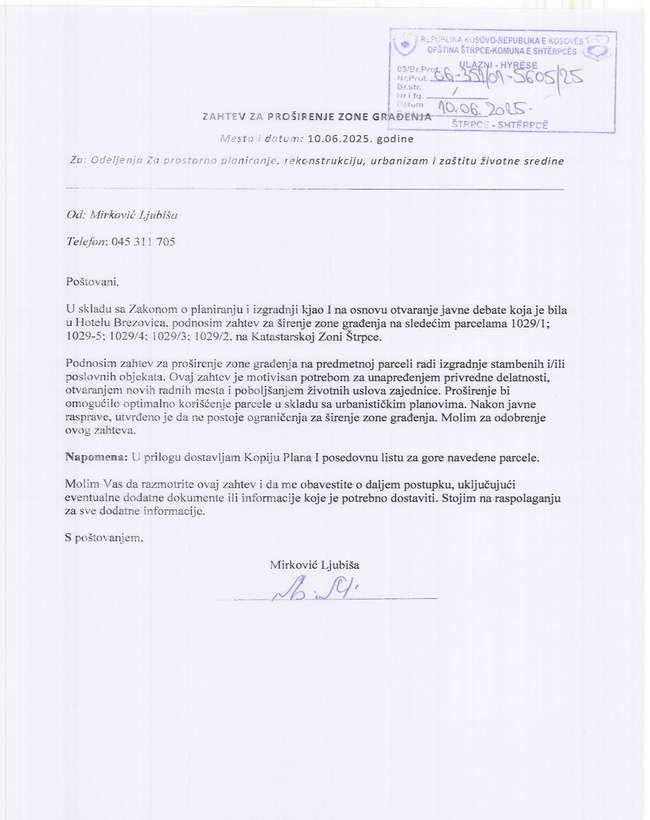 REPUBLIKA KOSOVO-REPUBLIKA E KOSOVËS
OPŠTINA ŠTRPCE-KOMUNA E SHTËRPCËS
ULAZNI - HYRËSE
03/Br.Prot.
Nr.Prot. 06-351/01-5605/25
Br.str.
Nr i fq. /
Datum 10.06.2025.
ŠTRPCE - SHTËRPCË
ZAHTEV ZA PROŠIRENJE ZONE GRAĐENJA
Mesto i datum: 10.06.2025. godine
Za: Odeljenja Za prostorno planiranje, rekonstrukciju, urbanizam i zaštitu životne sredine
Od: Mirković Ljubiša
Telefon: 045 311 705
Poštovani,
U skladu sa Zakonom o planiranju i izgradnji kjao I na osnovu otvaranje javne debate koja je bila
u Hotelu Brezovica, podnosim zahtev za širenje zone građenja na sledećim parcelama 1029/1;
1029-5; 1029/4; 1029/3; 1029/2, na Katastarskoj Zoni Štrpce.
Podnosim zahtev za proširenje zone građenja na predmetnoj parceli radi izgradnje stambenih i/ili
poslovnih objekata. Ovaj zahtev je motivisan potrebom za unapređenjem privredne delatnosti,
otvaranjem novih radnih mesta i poboljšanjem životnih uslova zajednice. Proširenje bi
omogućilo optimalno korišćenje parcele u skladu sa urbanističkim planovima. Nakon javne
rasprave, utvrđeno je da ne postoje ograničenja za širenje zone građenja. Molim za odobrenje
ovog zahteva.
Napomena: U prilogu dostavljam Kopiju Plana I posedovnu listu za gore navedene parcele.
Molim Vas da razmotrite ovaj zahtev i da me obavestite o daljem postupku, uključujući
eventualne dodatne dokumente ili informacije koje je potrebno dostaviti. Stojim na raspolaganju
za sve dodatne informacije.
S poštovanjem,
Mirković Ljubiša